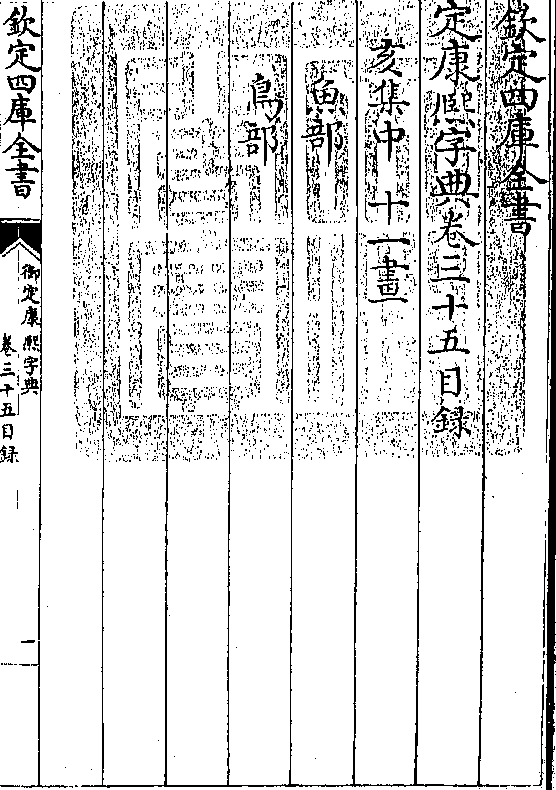 欽定四庫全書
定康熙字典卷三十五目録
亥集中　十一畫
魚部
鳥部
欽定四庫全書
御定康熙字典
卷三十五目録
一